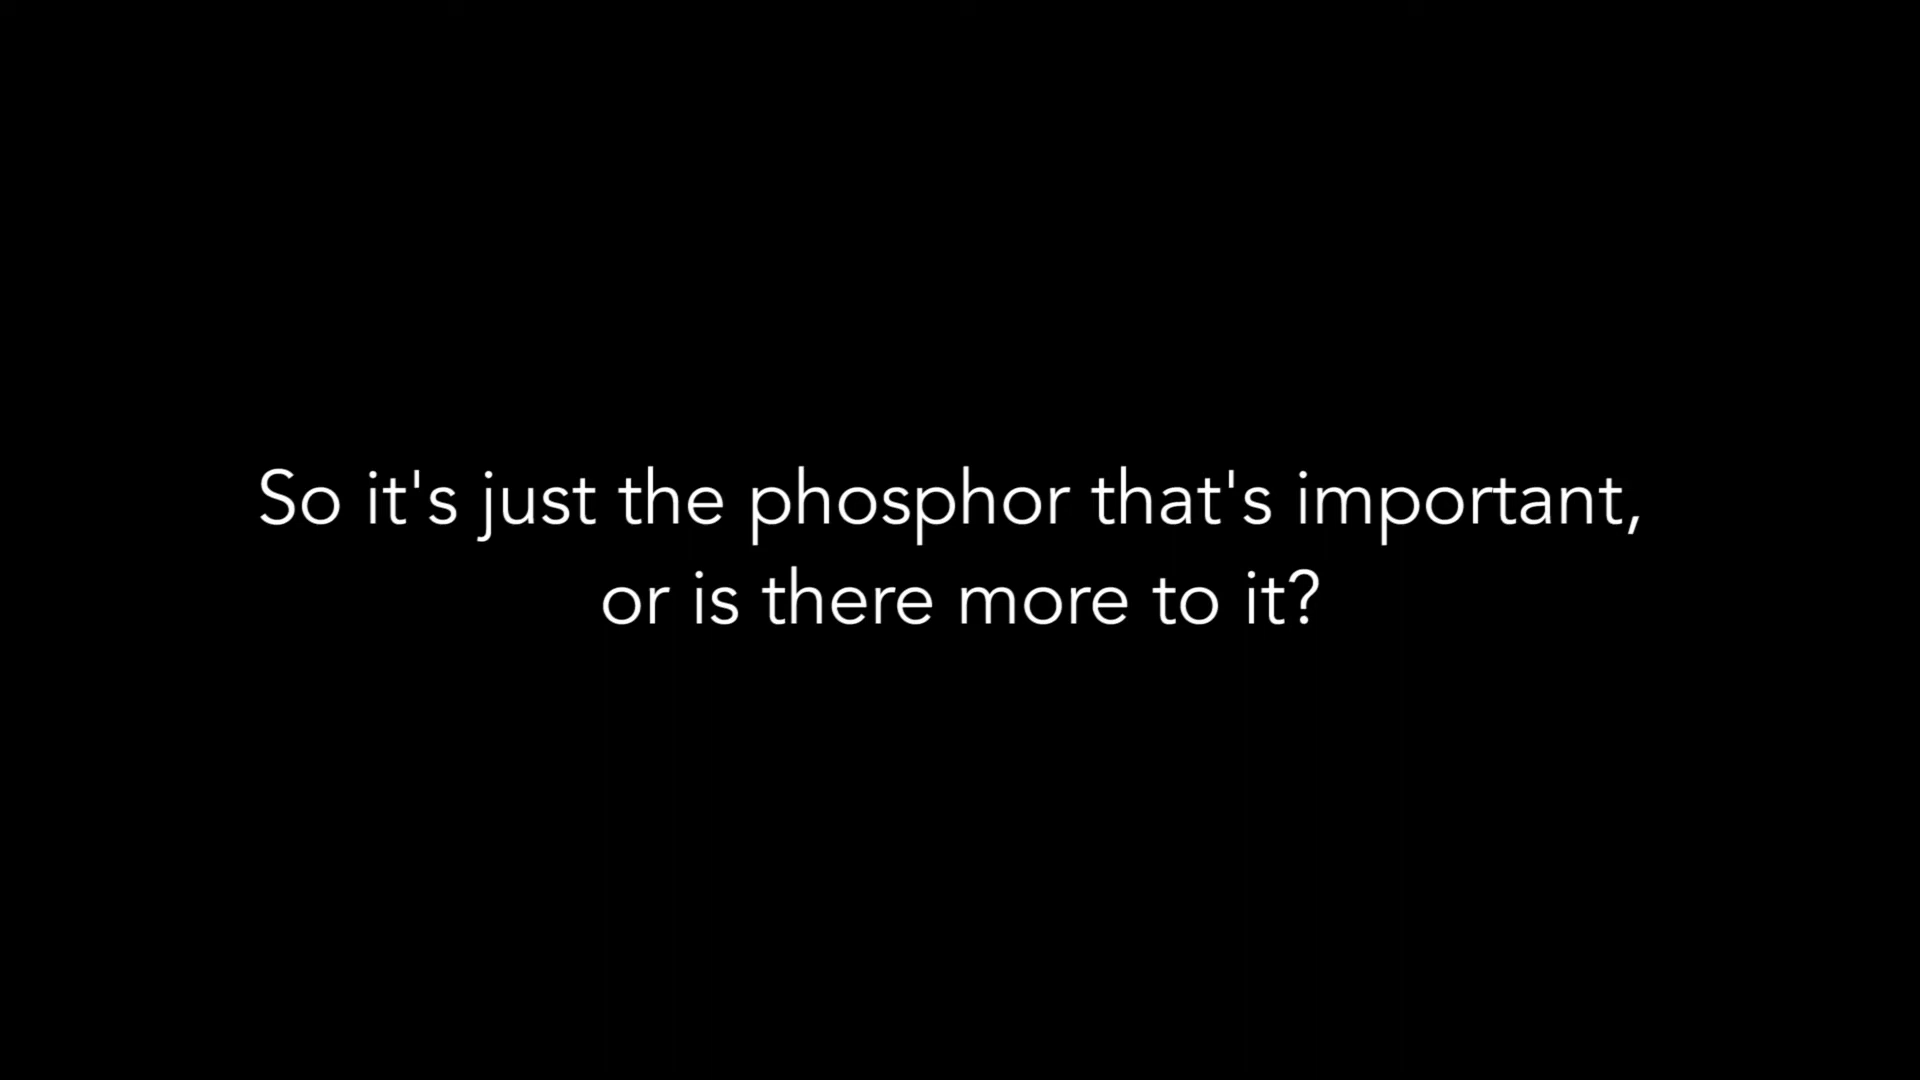 So it's just the phosphor that's important,
or is there more to it?